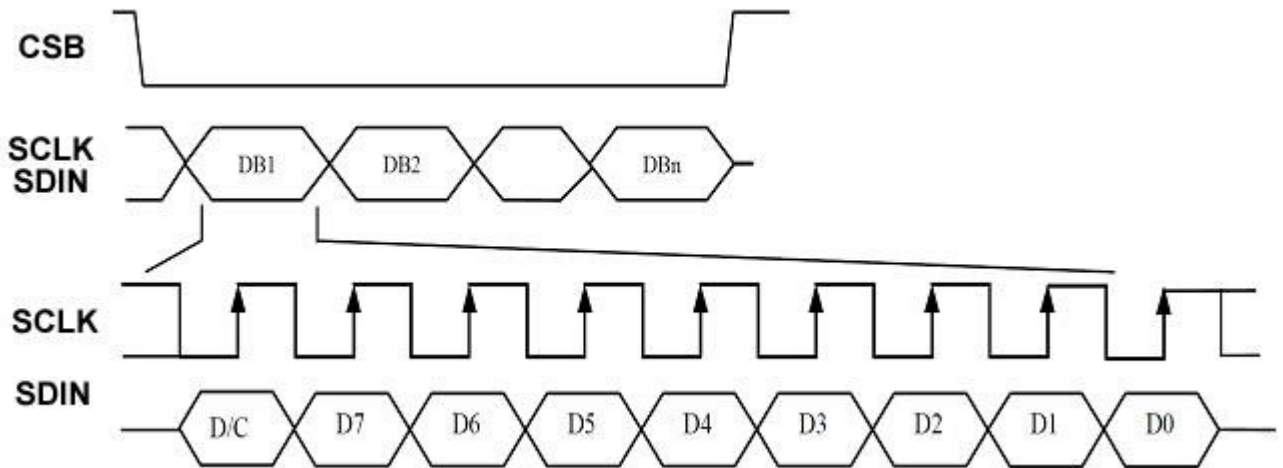 CSB
SCLK
SDIN
DB1 DB2 DBn
SCLK
SDIN
D/C D7 D6 D5 D4 D3 D2 D1 D0